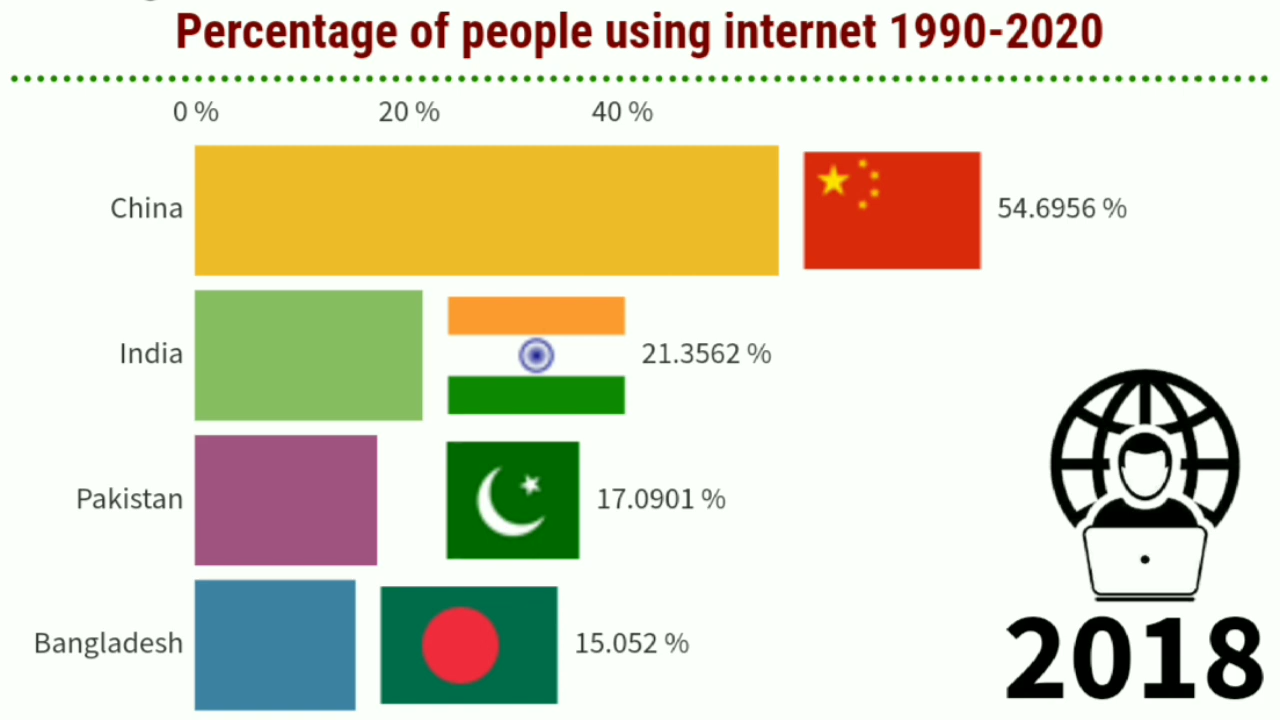 Percentage of people using internet 1990-2020
0 % 20 % 40 %
China 54.6956 %
India 21.3562 %
Pakistan 17.0901 %
Bangladesh 15.052 %
2018